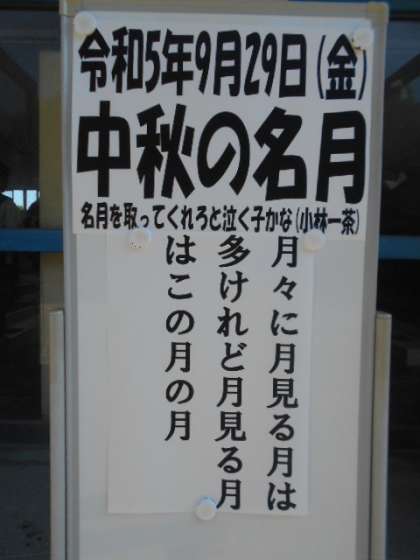 令和5年9月29日(金)
中秋の名月
名月を取ってくれろと泣く子かな(小林一茶)
月々に月見る月は
多けれど月見る月
はこの月の月